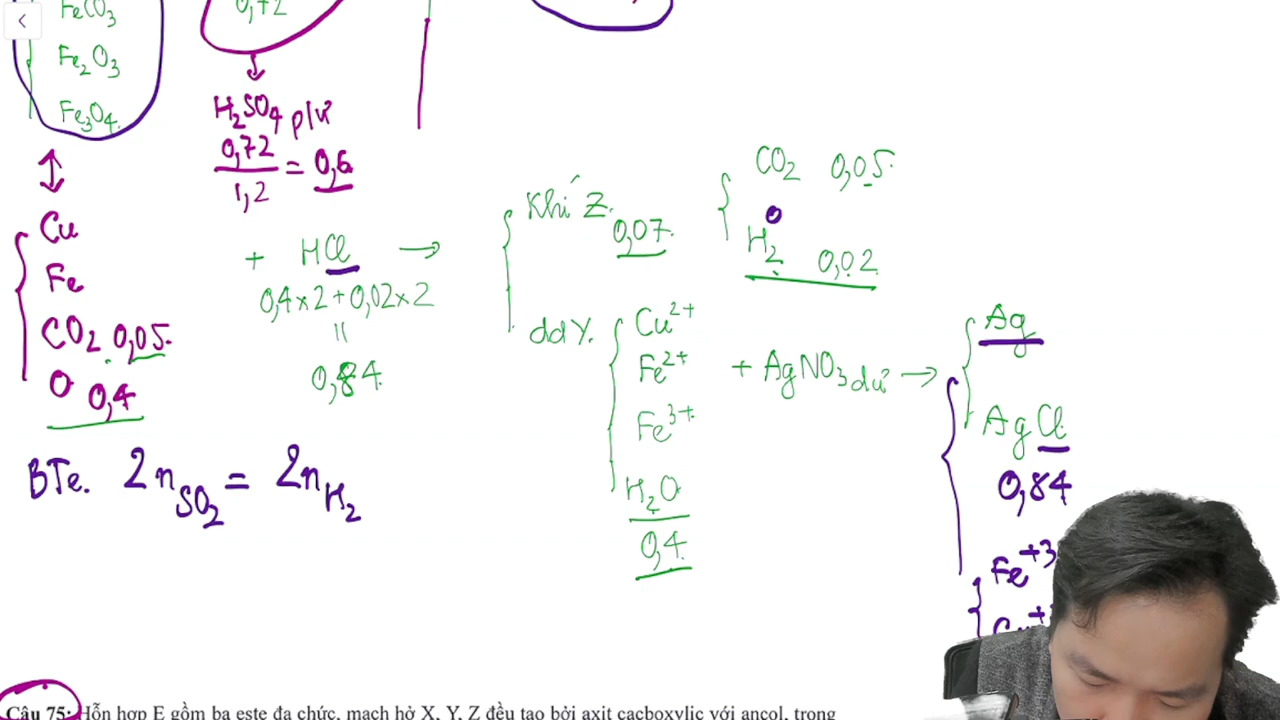 FeCO3
Fe2O3
Fe3O4
0,72
H2SO4 p/ư
0,72
1,2
= 0,6
Cu
Fe
CO2 0,05
O 0,4
+ HCl →
0,4×2+0,02×2
=
0,84
Khí Z.
0,07
CO2 0,05
H2 0,02
ddY.
Cu2+
Fe2+
Fe3+
H2O
0,4
+ AgNO3 dư →
Ag
AgCl
0,84
Fe+3
BTe. 2nSO2 = 2nH2
Câu 75: Hỗn hợp E gồm ba este đa chức, mạch hở X, Y, Z đều tạo bởi axit cacboxylic với ancol, trong